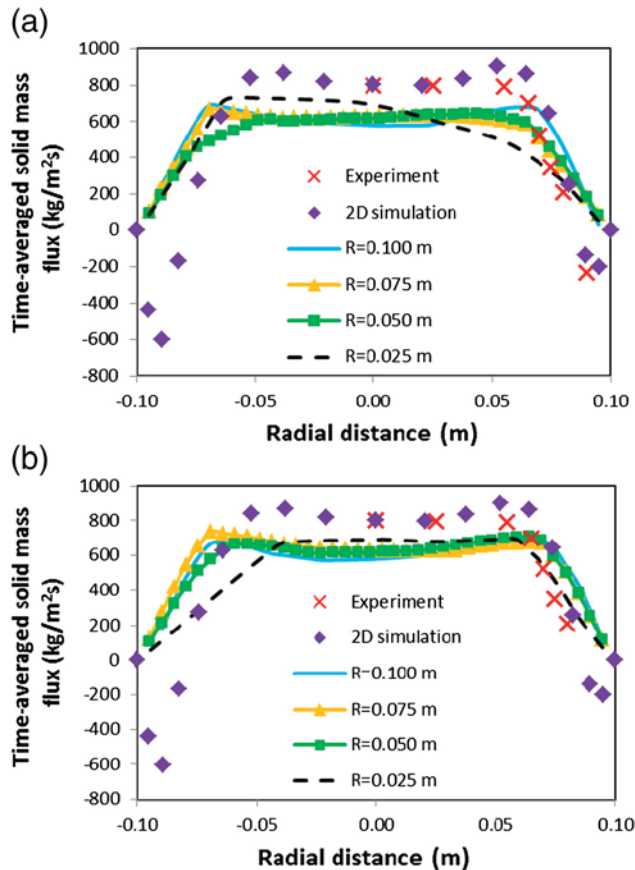 (a)
Time-averaged solid mass
flux (kg/m²s)
1000
800
600
400
200
0
-200
-400
-600
-800
Experiment
2D simulation
R=0.100 m
R=0.075 m
R=0.050 m
R=0.025 m
-0.10
-0.05
0.00
0.05
0.10
Radial distance (m)
(b)
Time-averaged solid mass
flux (kg/m²s)
1000
800
600
400
200
0
-200
-400
-600
-800
Experiment
2D simulation
R=0.100 m
R=0.075 m
R=0.050 m
R=0.025 m
-0.10
-0.05
0.00
0.05
0.10
Radial distance (m)